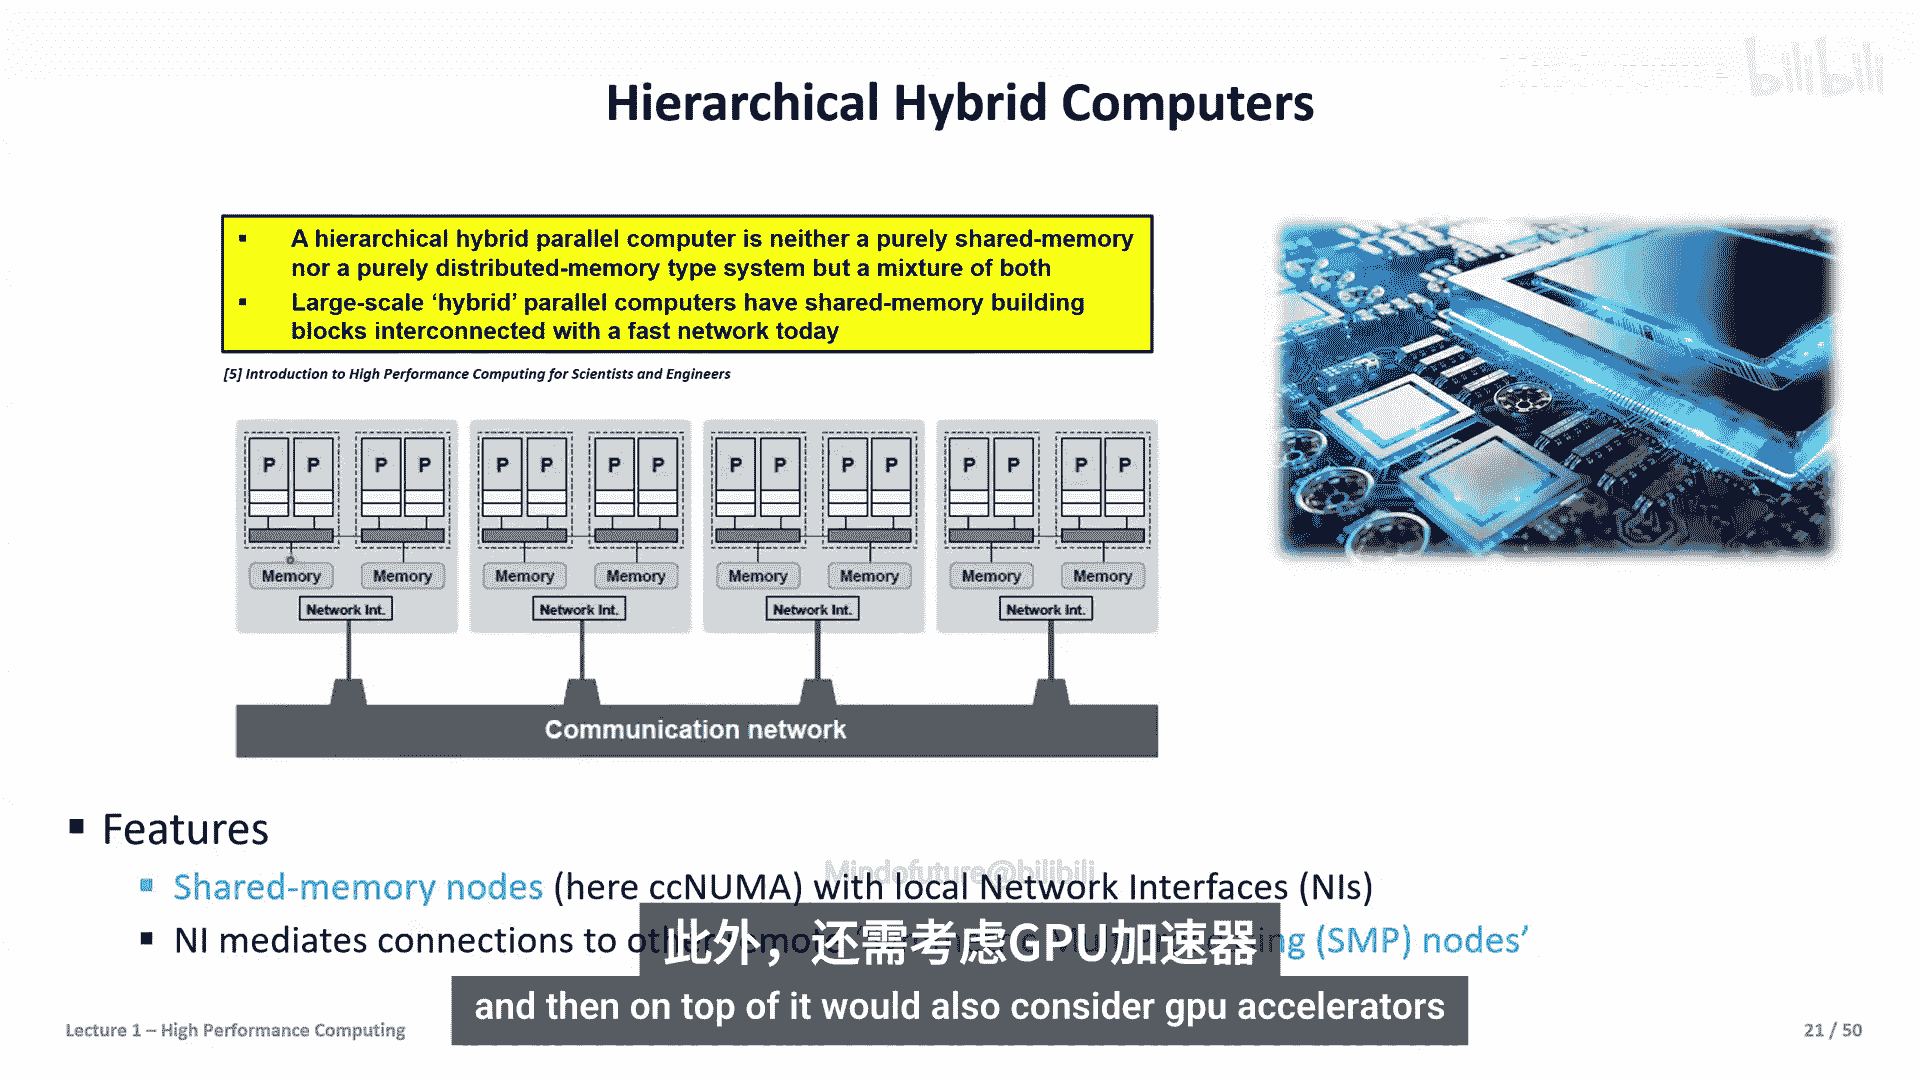 bilibili
Hierarchical Hybrid Computers
▪ A hierarchical hybrid parallel computer is neither a purely shared-memory
nor a purely distributed-memory type system but a mixture of both
▪ Large-scale ‘hybrid’ parallel computers have shared-memory building
blocks interconnected with a fast network today
[5] Introduction to High Performance Computing for Scientists and Engineers
P P P P P P P P P P P P P P P P
Memory Memory Memory Memory Memory Memory Memory Memory
Network Int. Network Int. Network Int. Network Int.
Communication network
▪ Features
Mindofuture@bilibili
▪ Shared-memory nodes (here ccNUMA) with local Network Interfaces (NIs)
▪ NI mediates connections to (SMP) nodes’
此外，还需考虑GPU加速器
and then on top of it would also consider gpu accelerators
Lecture 1 – High Performance Computing
21 / 50